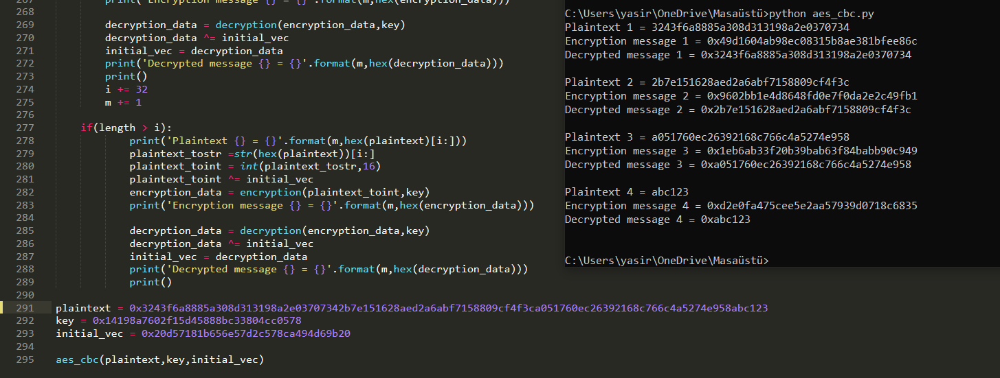 267 print('Encryption message {} = {}'.format(m,hex(encryption_data)))
268
269 decryption_data = decryption(encryption_data,key)
270 decryption_data ^= initial_vec
271 initial_vec = decryption_data
272 print('Decrypted message {} = {}'.format(m,hex(decryption_data)))
273 print()
274 i += 32
275 m += 1
276
277 if(length > i):
278 print('Plaintext {} = {}'.format(m,hex(plaintext)[i:]))
279 plaintext_tostr =str(hex(plaintext))[i:]
280 plaintext_toint = int(plaintext_tostr,16)
281 plaintext_toint ^= initial_vec
282 encryption_data = encryption(plaintext_toint,key)
283 print('Encryption message {} = {}'.format(m,hex(encryption_data)))
284
285 decryption_data = decryption(encryption_data,key)
286 decryption_data ^= initial_vec
287 initial_vec = decryption_data
288 print('Decrypted message {} = {}'.format(m,hex(decryption_data)))
289 print()
290
291 plaintext = 0x3243f6a8885a308d313198a2e03707342b7e151628aed2a6abf7158809cf4f3ca051760ec26392168c766c4a5274e958abc123
292 key = 0x14198a7602f15d45888bc33804cc0578
293 initial_vec = 0x20d57181b656e57d2c578ca494d69b20
294
295 aes_cbc(plaintext,key,initial_vec)
C:\Users\yasir\OneDrive\Masaüstü>python aes_cbc.py
Plaintext 1 = 3243f6a8885a308d313198a2e0370734
Encryption message 1 = 0x49d1604ab98ec08315b8ae381bfee86c
Decrypted message 1 = 0x3243f6a8885a308d313198a2e0370734

Plaintext 2 = 2b7e151628aed2a6abf7158809cf4f3c
Encryption message 2 = 0x9602bb1e4d8648fd0e7f0da2e2c49fb1
Decrypted message 2 = 0x2b7e151628aed2a6abf7158809cf4f3c

Plaintext 3 = a051760ec26392168c766c4a5274e958
Encryption message 3 = 0x1eb6ab33f20b39bab63f84babb90c949
Decrypted message 3 = 0xa051760ec26392168c766c4a5274e958

Plaintext 4 = abc123
Encryption message 4 = 0xd2e0fa475cee5e2aa57939d0718c6835
Decrypted message 4 = 0xabc123

C:\Users\yasir\OneDrive\Masaüstü>